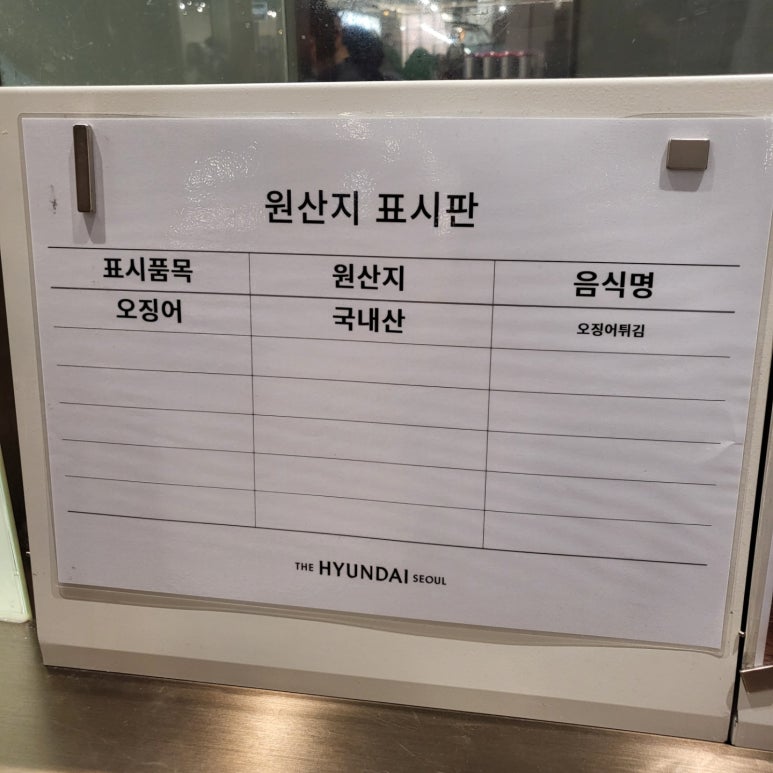 원산지 표시판
표시품목 원산지 음식명
오징어 국내산 오징어튀김
THE HYUNDAI SEOUL